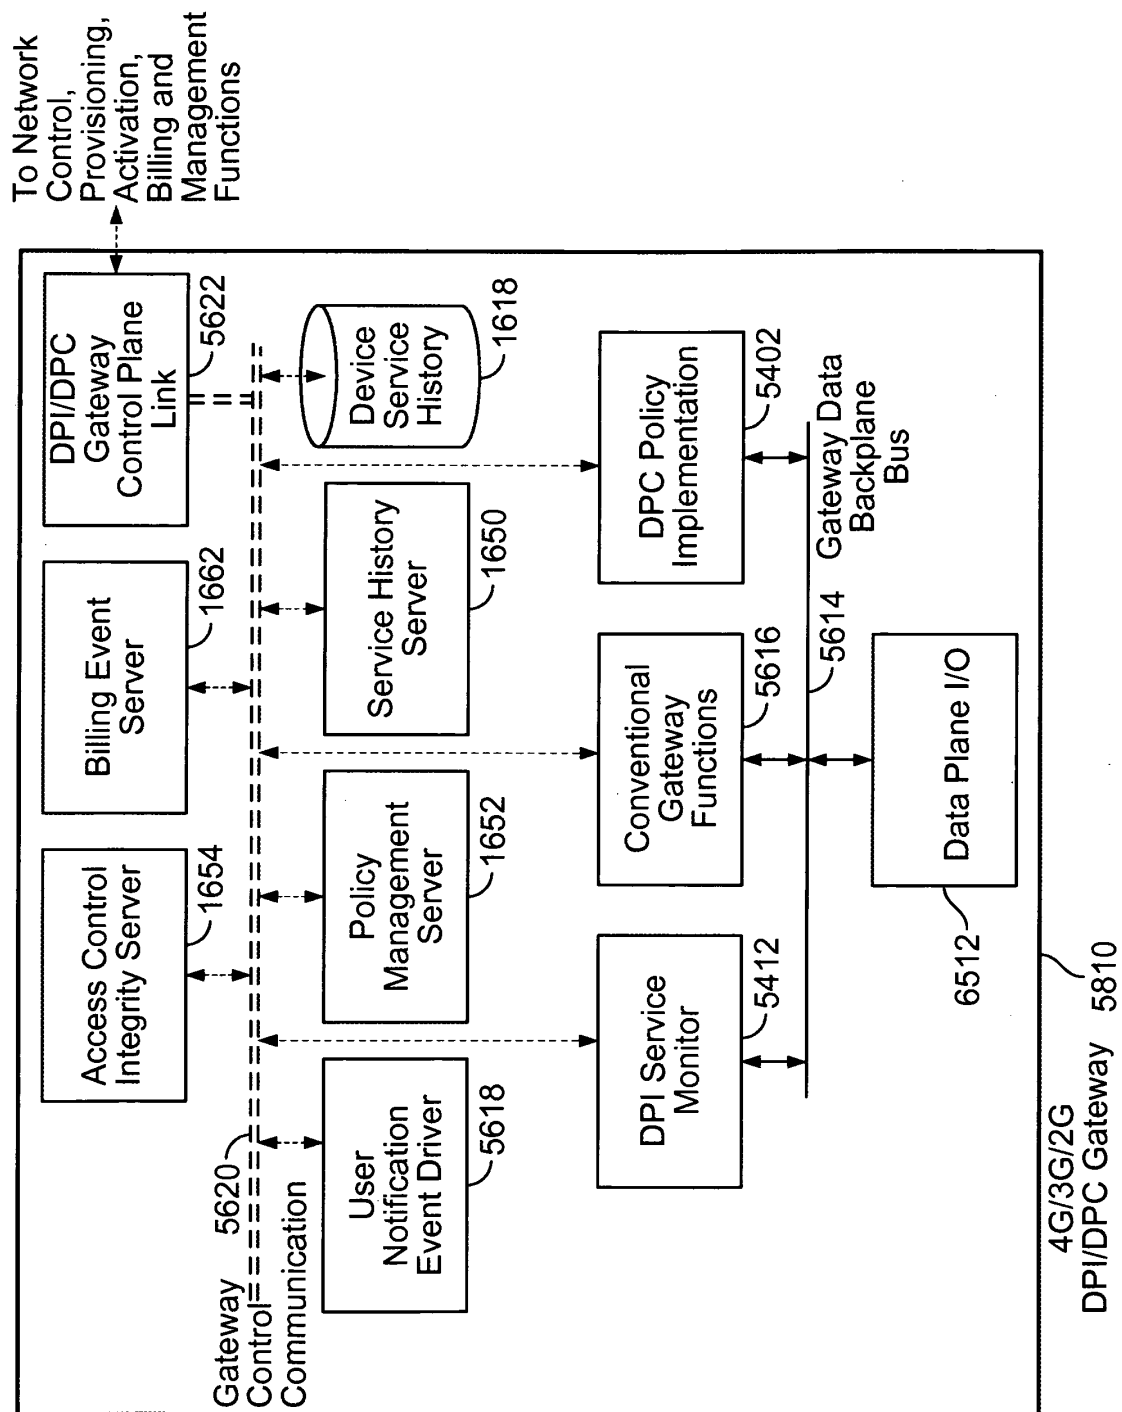 To Network
Control,
Provisioning,
Activation,
Billing and
Management
Functions
Access Control
Integrity Server
1654
Billing Event
Server
1662
DPI/DPC
Gateway
Control Plane
Link
5622
Gateway
Control
Communication
5620
User
Notification
Event Driver
5618
Policy
Management
Server
1652
Service History
Server
1650
Device
Service
History
1618
DPI Service
Monitor
5412
Conventional
Gateway
Functions
5616
DPC Policy
Implementation
5402
5614
Gateway Data
Backplane
Bus
Data Plane I/O
6512
4G/3G/2G
DPI/DPC Gateway
5810